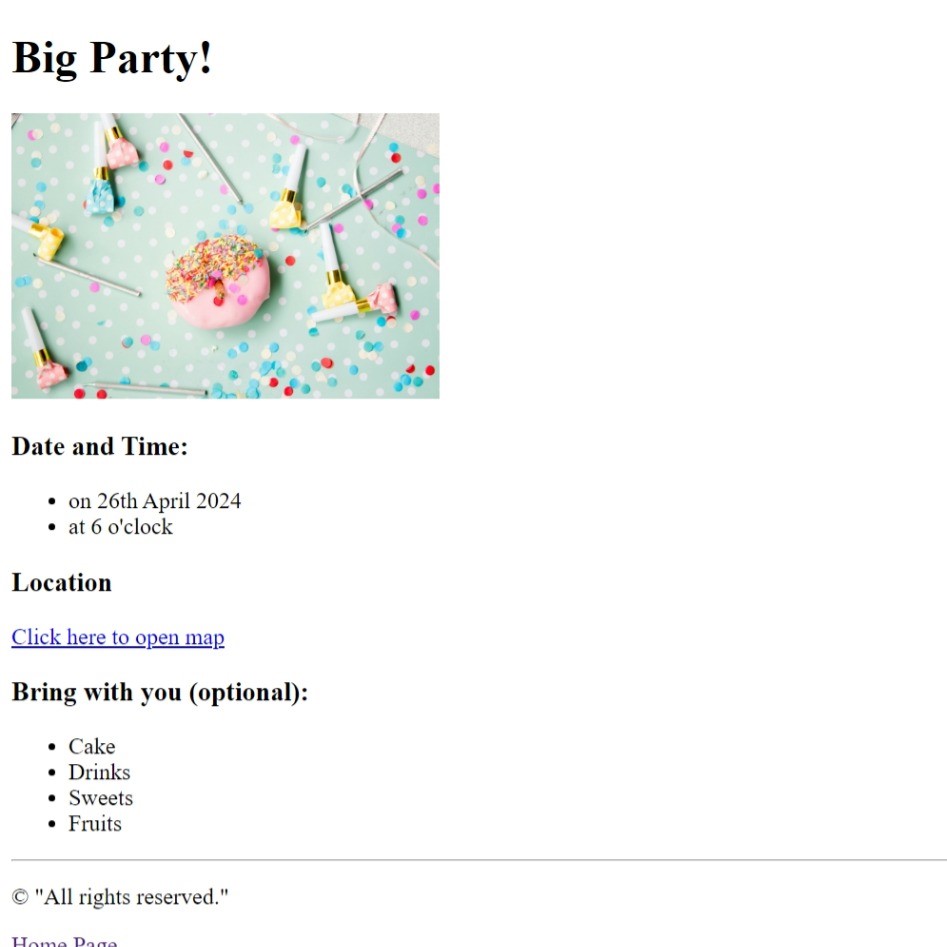 Big Party!
Date and Time:
on 26th April 2024
at 6 o'clock
Location
Click here to open map
Bring with you (optional):
Cake
Drinks
Sweets
Fruits
© "All rights reserved."
Home Page